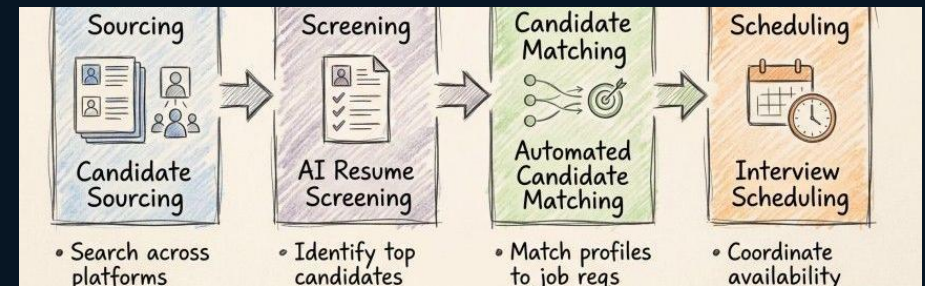 Sourcing
Candidate
Sourcing
• Search across
platforms
Screening
AI Resume
Screening
• Identify top
candidates
Candidate
Matching
Automated
Candidate
Matching
• Match profiles
to job reqs
Scheduling
Interview
Scheduling
• Coordinate
availability